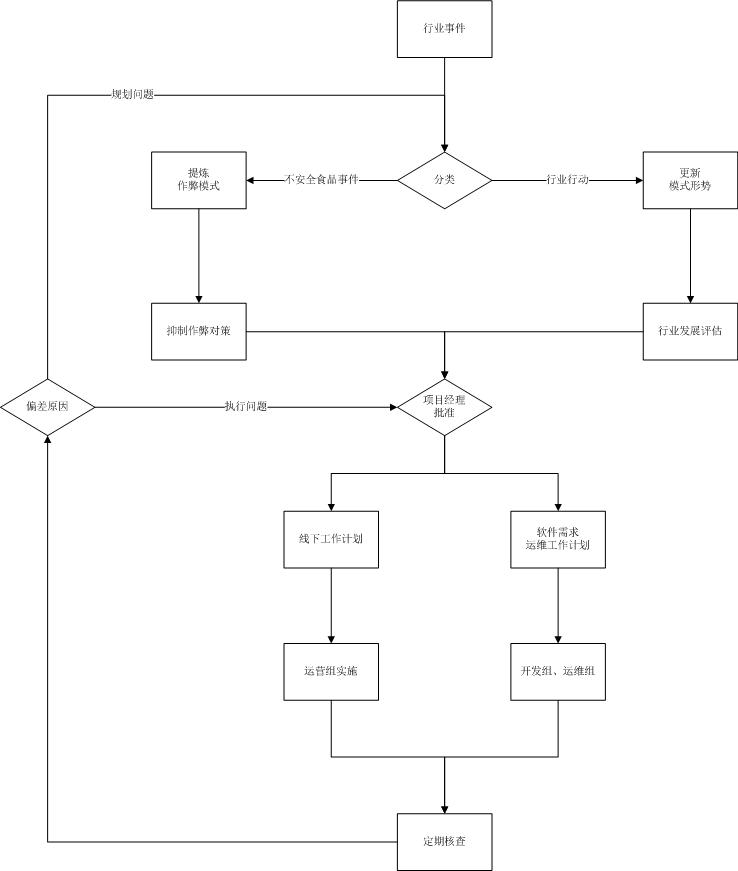 行业事件
规划问题
提炼
作弊模式
不安全食品事件
分类
行业行动
更新
模式形势
抑制作弊对策
行业发展评估
偏差原因
执行问题
项目经理
批准
线下工作计划
软件需求
运维工作计划
运营组实施
开发组、运维组
定期核查